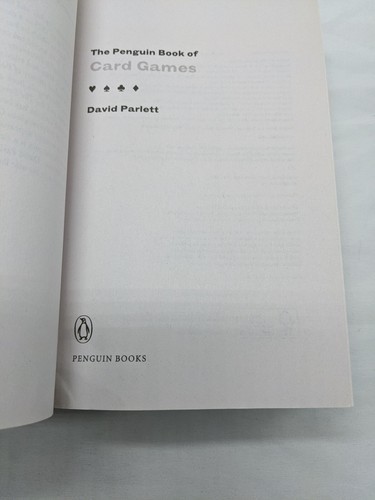 The Penguin Book of
Card Games
♥ ♠ ♣ ♦
David Parlett
PENGUIN BOOKS